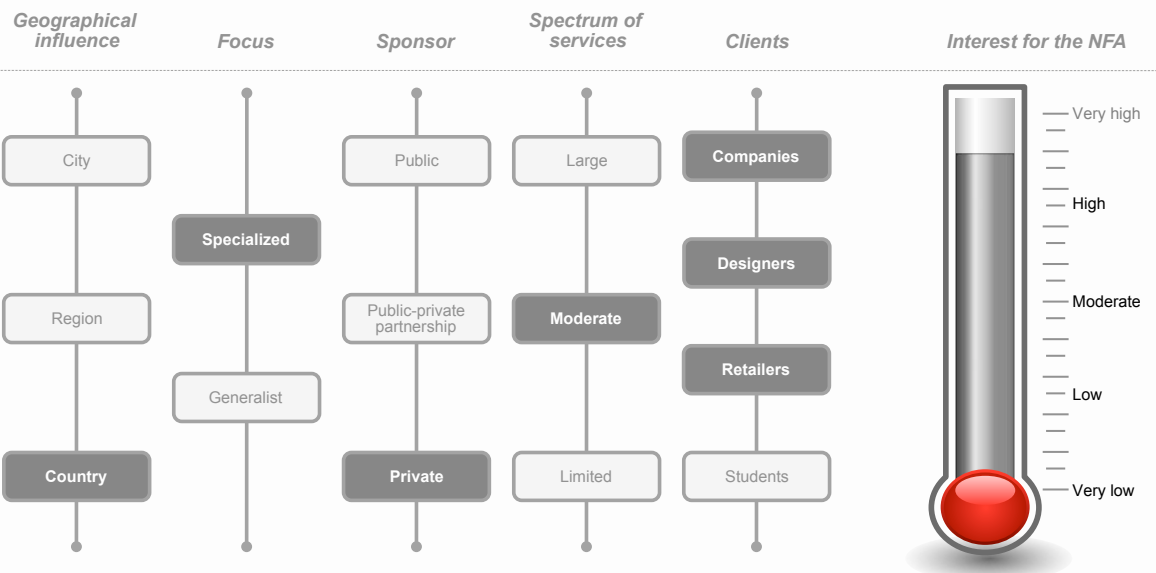 Geographical
influence
Focus
Sponsor
Spectrum of
services
Clients
Interest for the NFA
City
Region
Country
Specialized
Generalist
Public
Public-private
partnership
Private
Large
Moderate
Limited
Companies
Designers
Retailers
Students
Very high
High
Moderate
Low
Very low